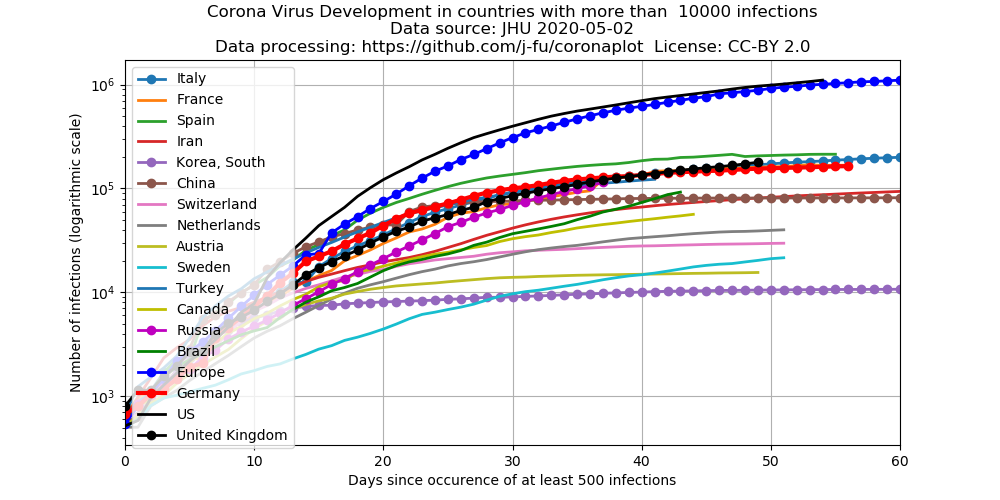 Corona Virus Development in countries with more than  10000 infections
Data source: JHU 2020-05-02
Data processing: https://github.com/j-fu/coronaplot  License: CC-BY 2.0
Number of infections (logarithmic scale)
10⁶
10⁵
10⁴
10³
Italy
France
Spain
Iran
Korea, South
China
Switzerland
Netherlands
Austria
Sweden
Turkey
Canada
Russia
Brazil
Europe
Germany
US
United Kingdom
0 10 20 30 40 50 60
Days since occurence of at least 500 infections